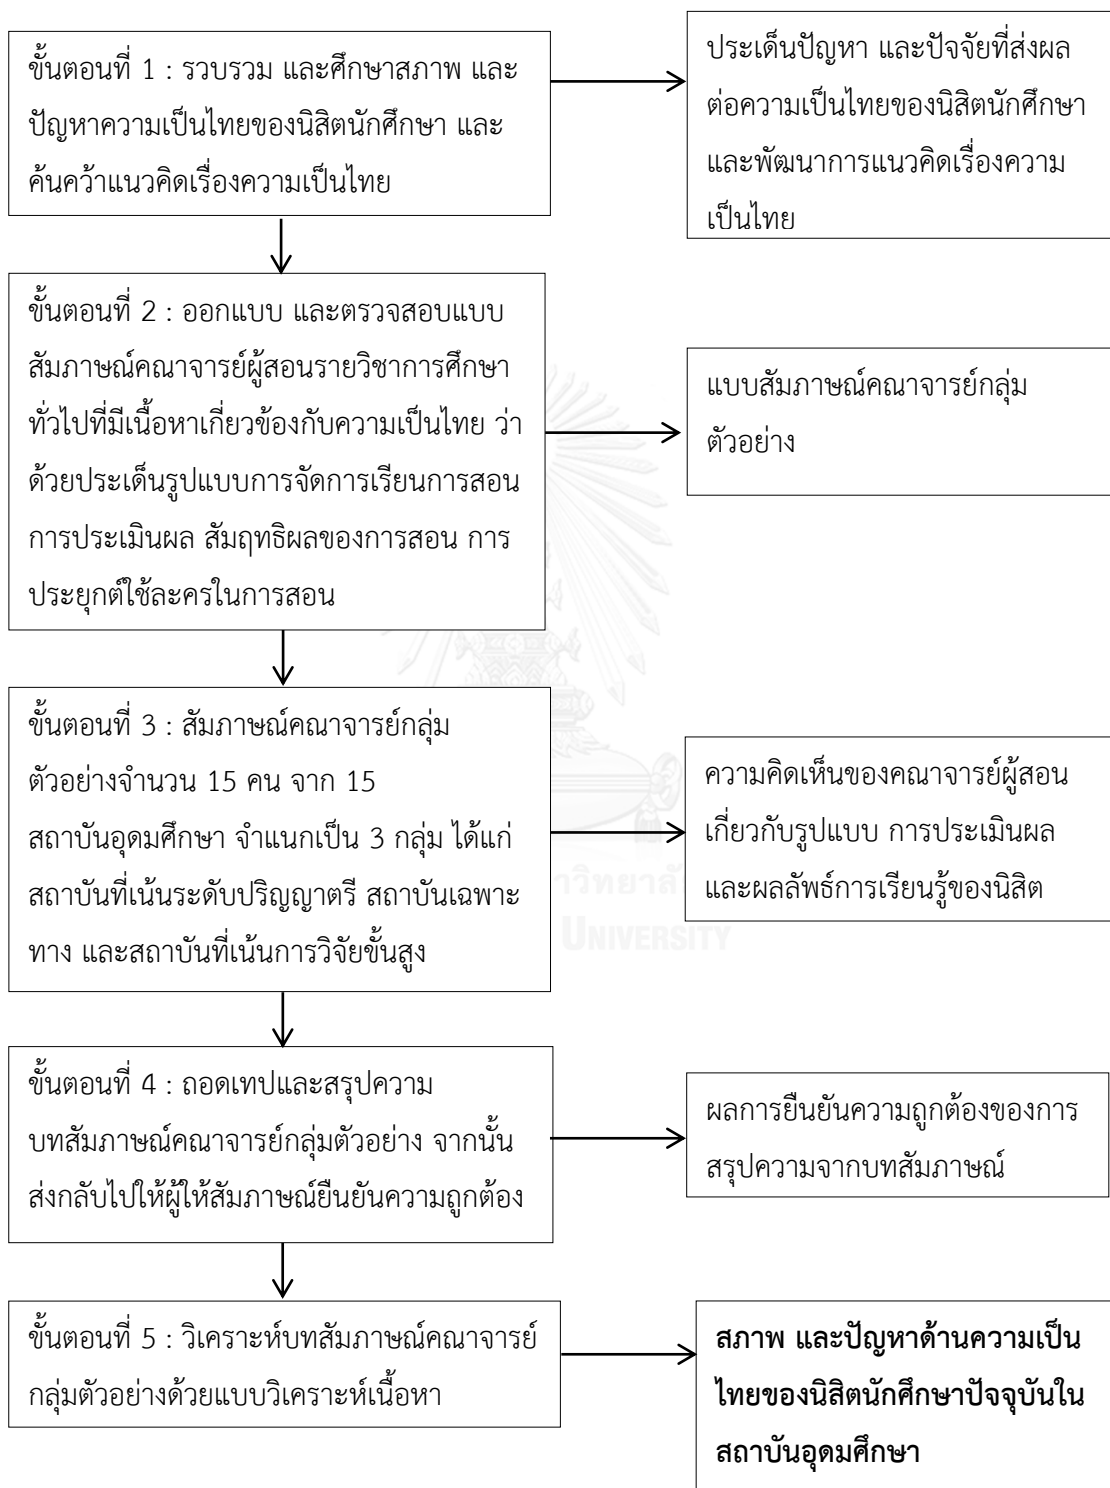 ขั้นตอนที่ 1 : รวบรวม และศึกษาสภาพ และ
ปัญหาความเป็นไทยของนิสิตนักศึกษา และ
ค้นคว้าแนวคิดเรื่องความเป็นไทย
ประเด็นปัญหา และปัจจัยที่ส่งผล
ต่อความเป็นไทยของนิสิตนักศึกษา
และพัฒนาการแนวคิดเรื่องความ
เป็นไทย
ขั้นตอนที่ 2 : ออกแบบ และตรวจสอบแบบ
สัมภาษณ์คณาจารย์ผู้สอนรายวิชาการศึกษา
ทั่วไปที่มีเนื้อหาเกี่ยวข้องกับความเป็นไทย ว่า
ด้วยประเด็นรูปแบบการจัดการเรียนการสอน
การประเมินผล สัมฤทธิผลของการสอน การ
ประยุกต์ใช้ละครในการสอน
แบบสัมภาษณ์คณาจารย์กลุ่ม
ตัวอย่าง
ขั้นตอนที่ 3 : สัมภาษณ์คณาจารย์กลุ่ม
ตัวอย่างจำนวน 15 คน จาก 15
สถาบันอุดมศึกษา จำแนกเป็น 3 กลุ่ม ได้แก่
สถาบันที่เน้นระดับปริญญาตรี สถาบันเฉพาะ
ทาง และสถาบันที่เน้นการวิจัยขั้นสูง
ความคิดเห็นของคณาจารย์ผู้สอน
เกี่ยวกับรูปแบบ การประเมินผล
และผลลัพธ์การเรียนรู้ของนิสิต
UNIVERSITY
ขั้นตอนที่ 4 : ถอดเทปและสรุปความ
บทสัมภาษณ์คณาจารย์กลุ่มตัวอย่าง จากนั้น
ส่งกลับไปให้ผู้ให้สัมภาษณ์ยืนยันความถูกต้อง
ผลการยืนยันความถูกต้องของการ
สรุปความจากบทสัมภาษณ์
ขั้นตอนที่ 5 : วิเคราะห์บทสัมภาษณ์คณาจารย์
กลุ่มตัวอย่างด้วยแบบวิเคราะห์เนื้อหา
สภาพ และปัญหาด้านความเป็น
ไทยของนิสิตนักศึกษาปัจจุบันใน
สถาบันอุดมศึกษา